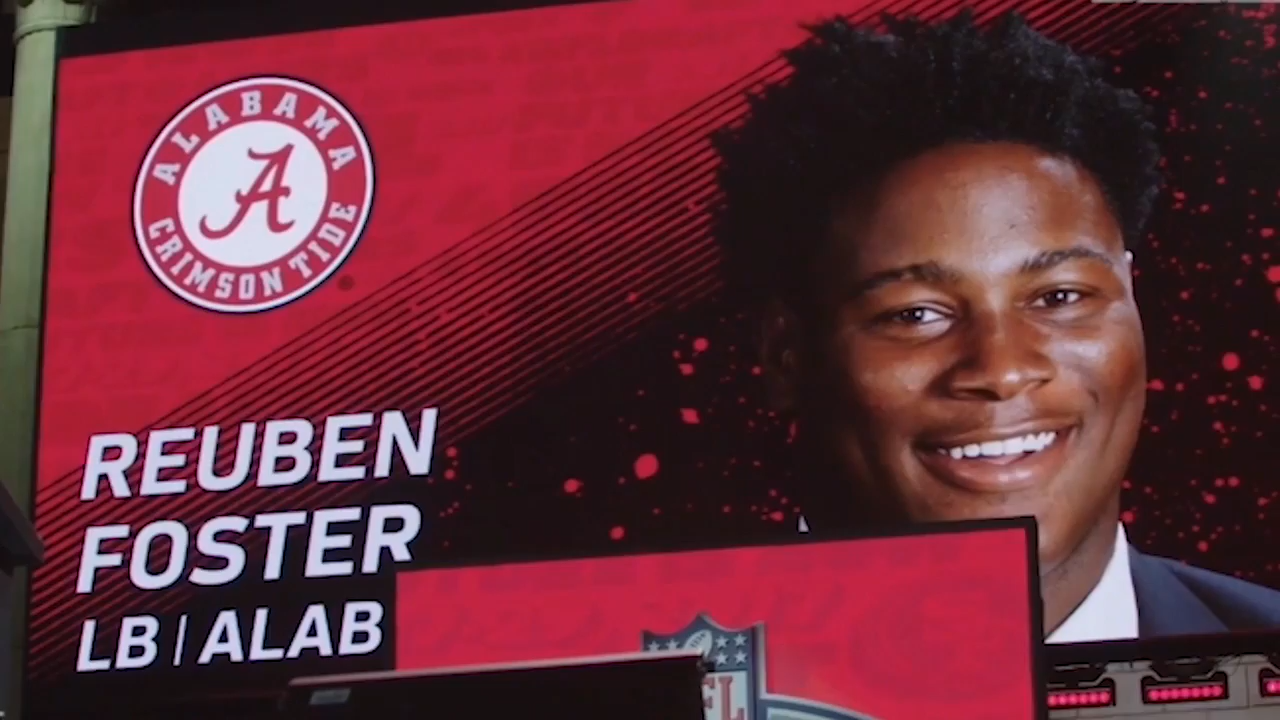 ALABAMA
A
CRIMSON TIDE
REUBEN
FOSTER
LB | ALAB